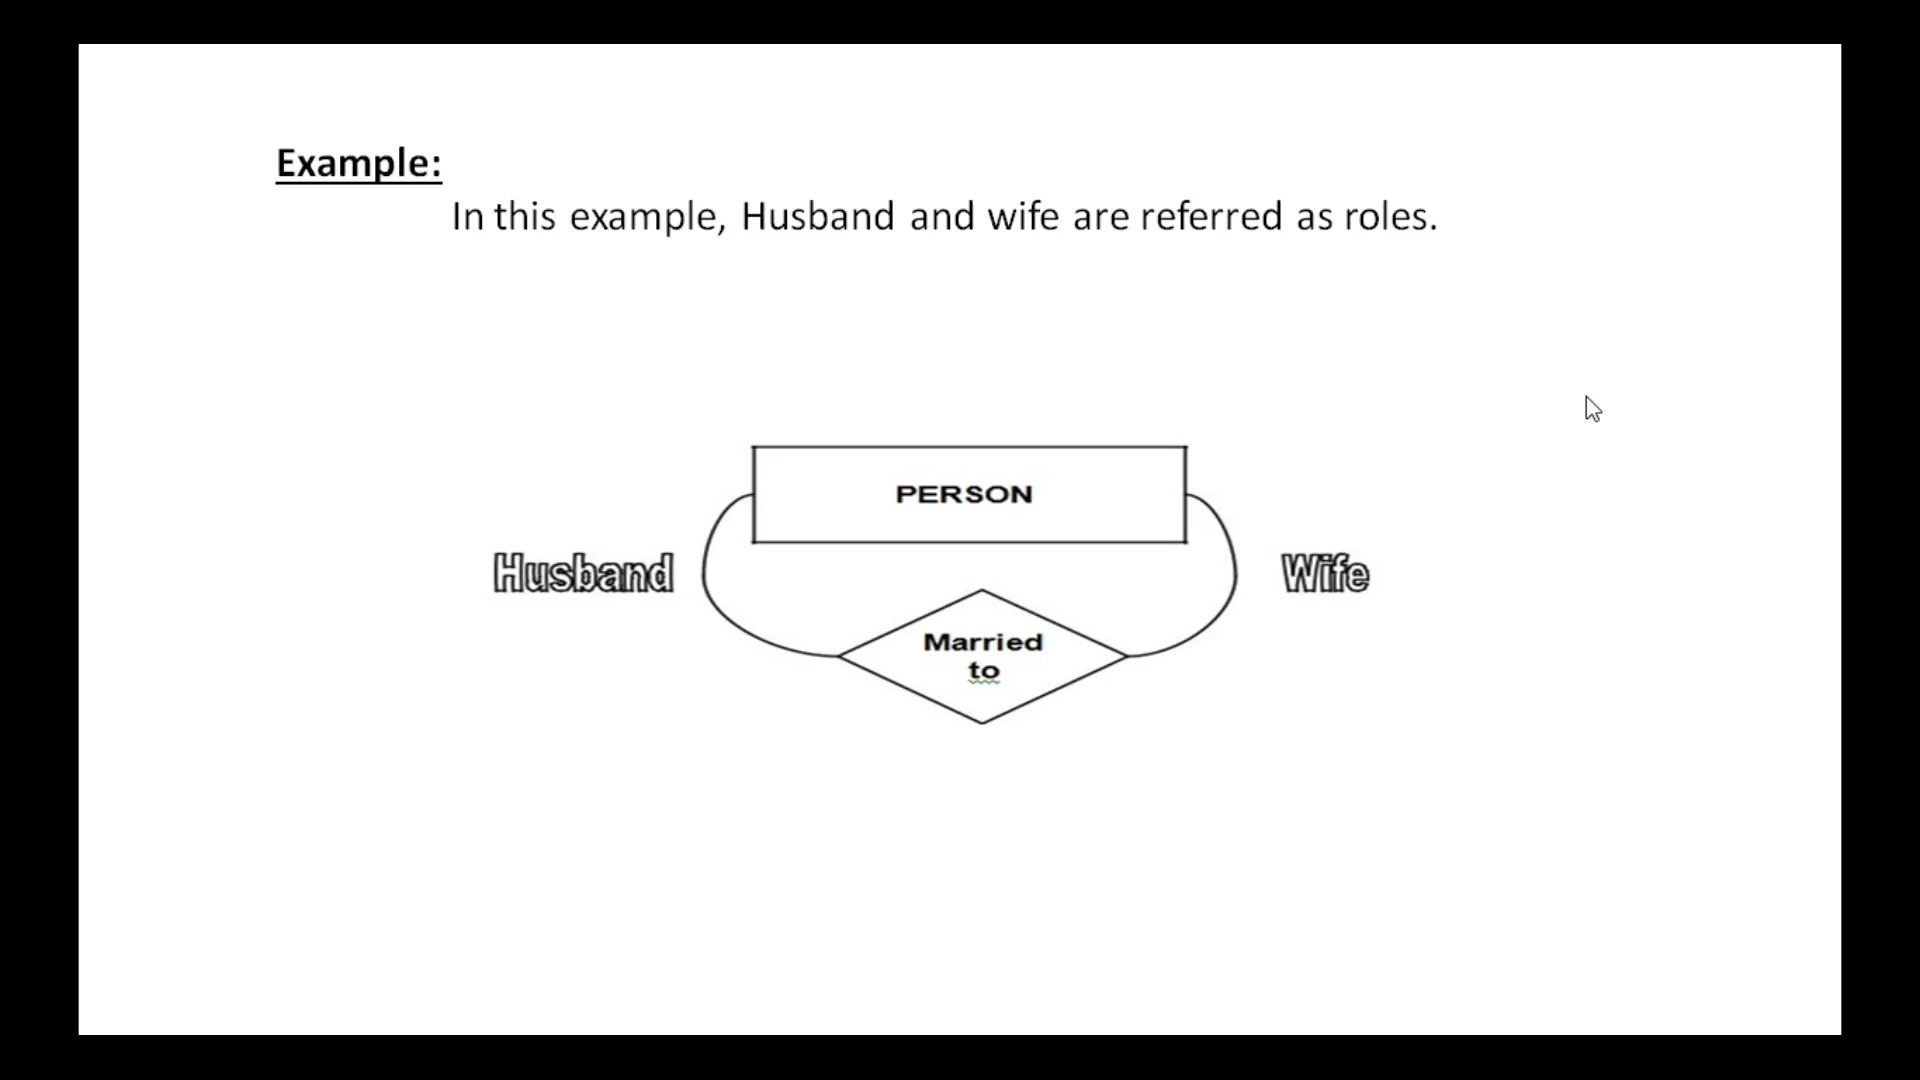 Example:
In this example, Husband and wife are referred as roles.
PERSON
Husband
Wife
Married
to